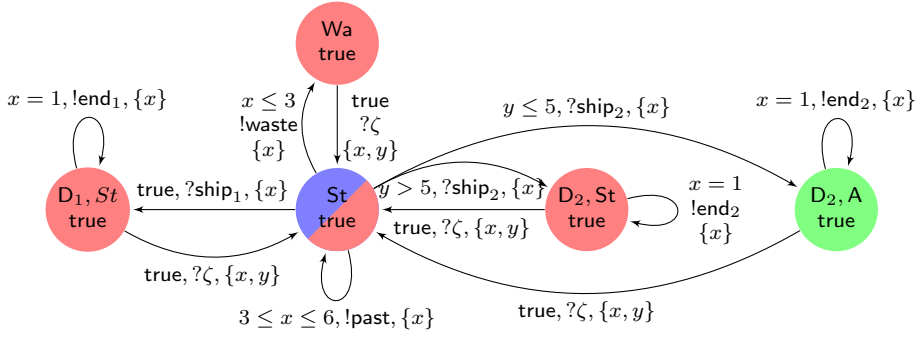 Wa
true
x = 1, !end₁, {x}
x ≤ 3
!waste
{x}
true
?ζ
{x, y}
y ≤ 5, ?ship₂, {x}
x = 1, !end₂, {x}
D₁, St
true
true, ?ship₁, {x}
St
true
y > 5, ?ship₂, {x}
true, ?ζ, {x, y}
D₂, St
true
x = 1
!end₂
{x}
D₂, A
true
true, ?ζ, {x, y}
3 ≤ x ≤ 6, !past, {x}
true, ?ζ, {x, y}